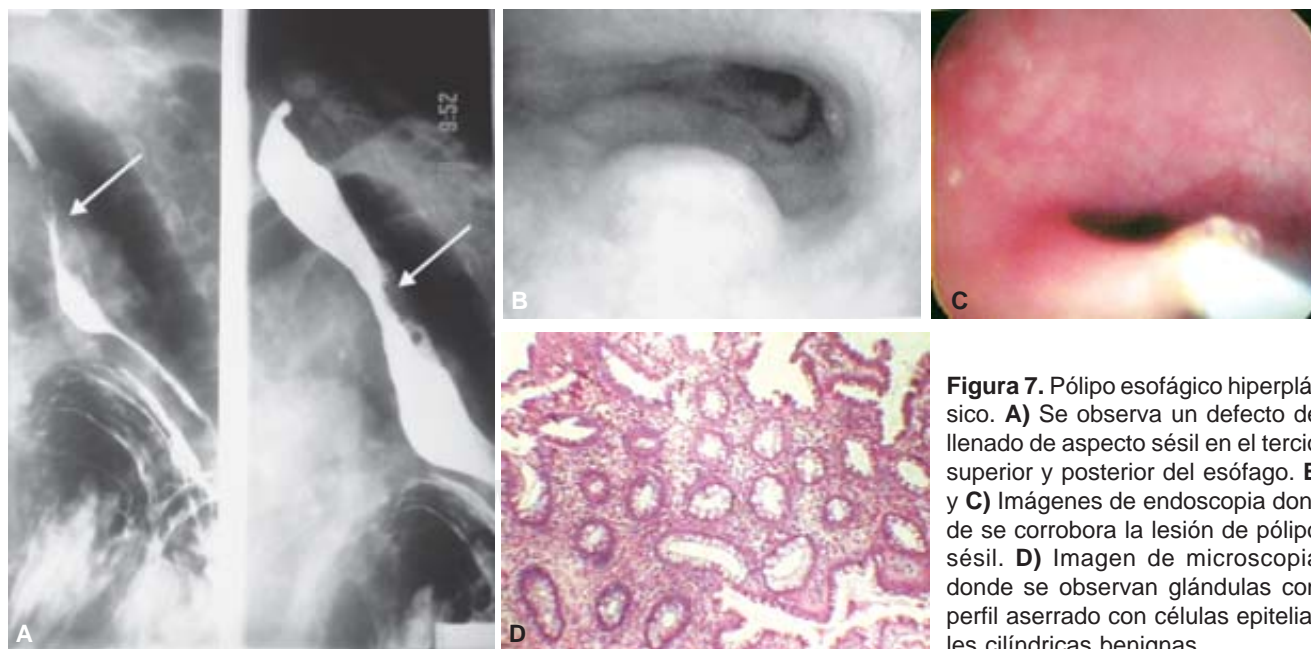 9:52
A
B
C
D
Figura 7. Pólipo esofágico hiperplá
sico. A) Se observa un defecto de
llenado de aspecto sésil en el tercio
superior y posterior del esófago. B
y C) Imágenes de endoscopia don
de se corrobora la lesión de pólipo
sésil. D) Imagen de microscopia
donde se observan glándulas con
perfil aserrado con células epitelia
les cilíndricas benignas